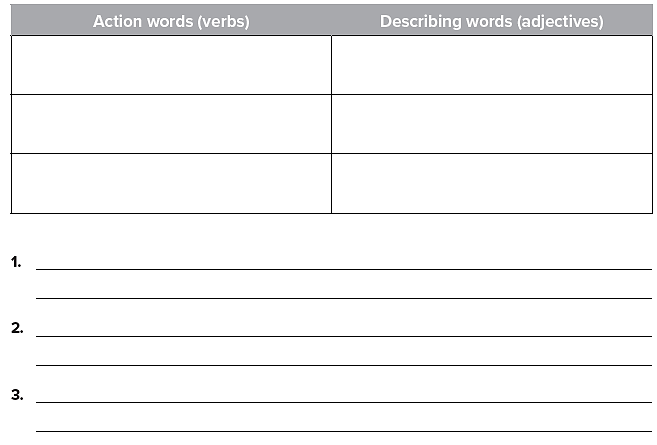 Action words (verbs) Describing words (adjectives)
1.
2.
3.